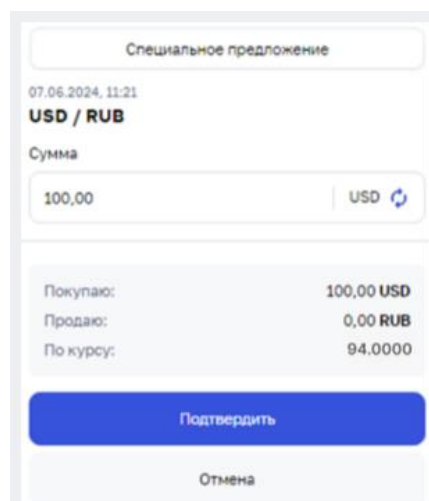 Специальное предложение
07.06.2024, 11:21
USD / RUB
Сумма
100,00 USD
Покупаю: 100,00 USD
Продаю: 0,00 RUB
По курсу: 94.0000
Подтвердить
Отмена